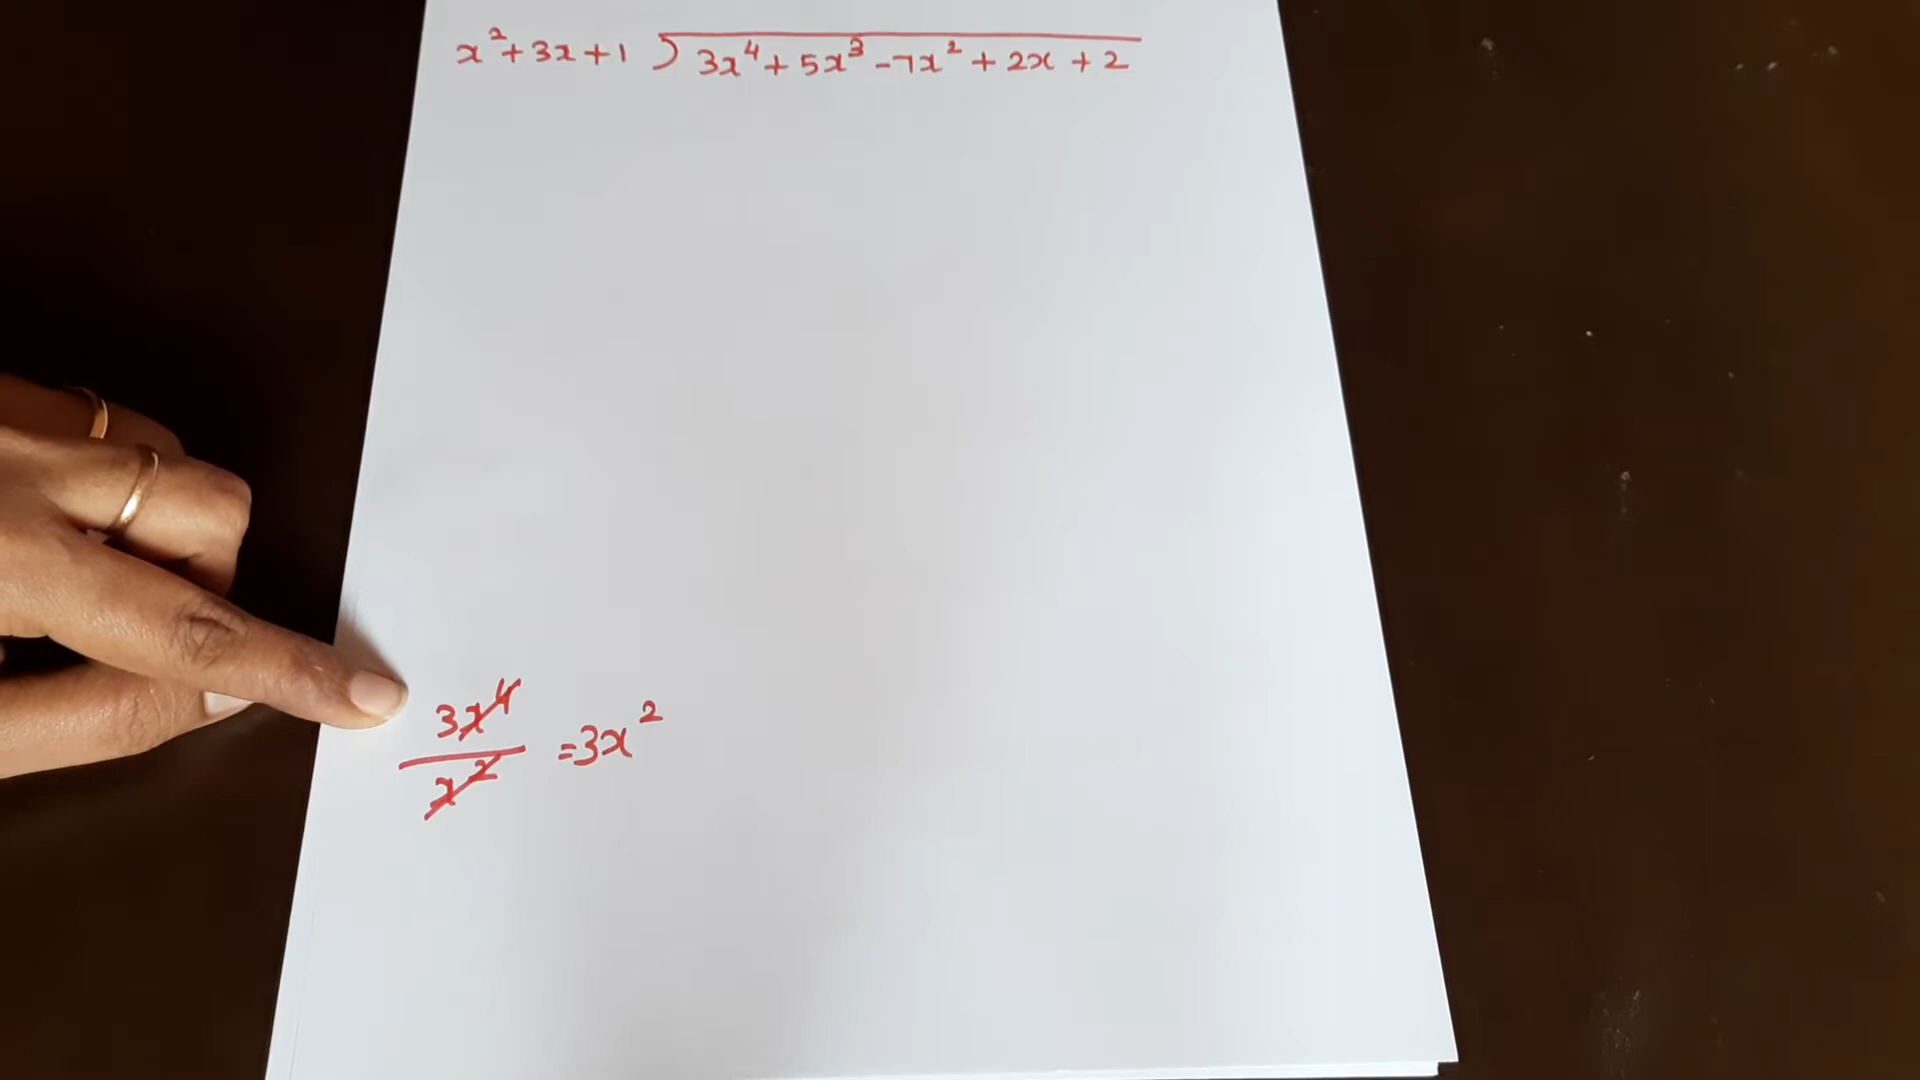 x²+3x+1 ) 3x⁴+5x³-7x²+2x+2
3x⁴
x² =3x²